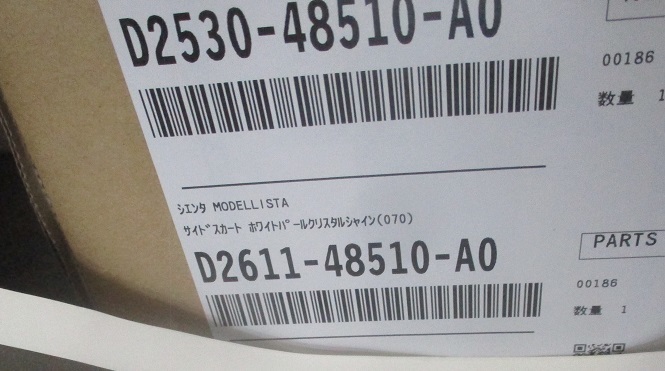 D2530-48510-A0
00186
数量 1
シエンタ MODELLISTA
サイドスカート ホワイトパールクリスタルシャイン(070)
D2611-48510-A0
PARTS
00186
数量 1